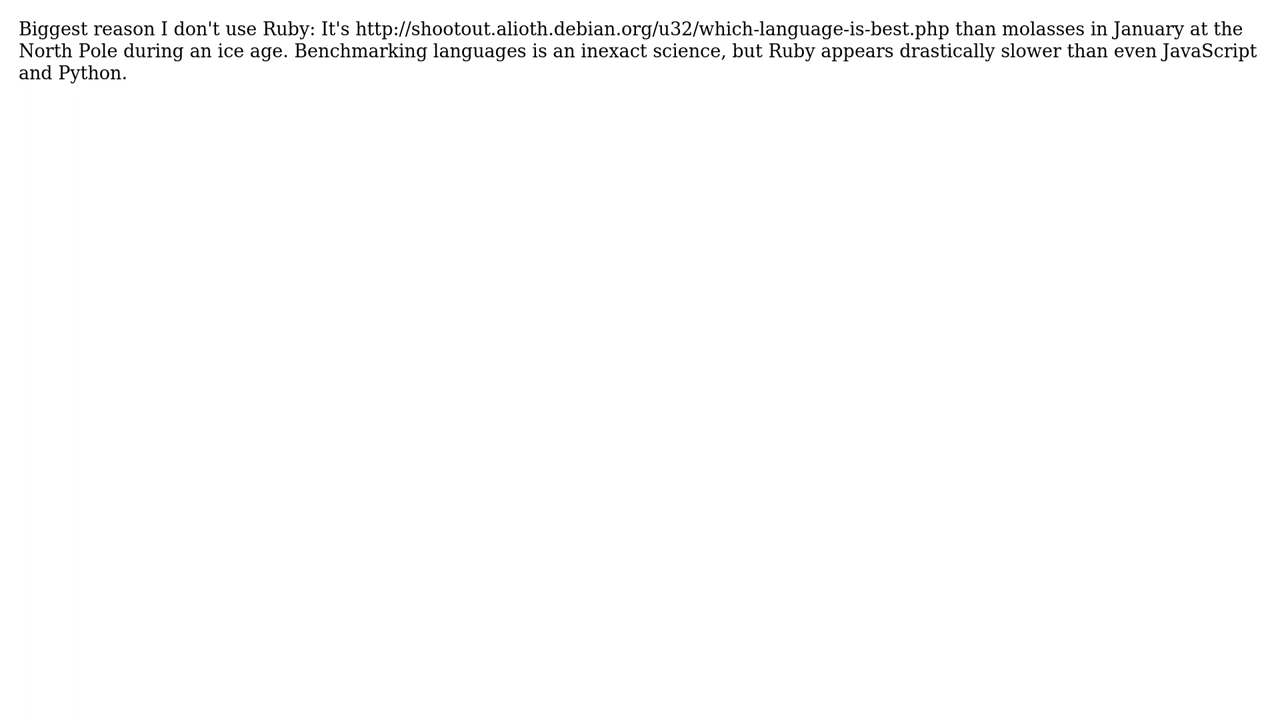 Biggest reason I don't use Ruby: It's http://shootout.alioth.debian.org/u32/which-language-is-best.php than molasses in January at the
North Pole during an ice age. Benchmarking languages is an inexact science, but Ruby appears drastically slower than even JavaScript
and Python.